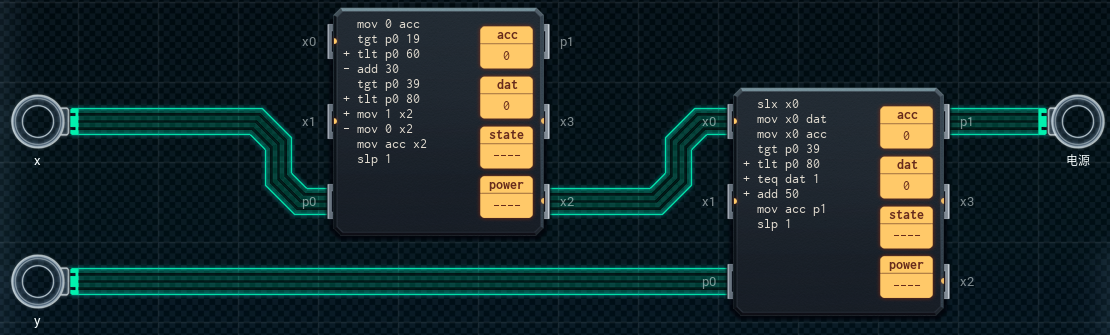 x0
mov 0 acc
tgt p0 19
+ tlt p0 60
- add 30
tgt p0 39
+ tlt p0 80
+ mov 1 x2
- mov 0 x2
mov acc x2
slp 1
acc
0
dat
0
state
----
power
----
p1
x1
x3
p0
x2
x
y
x0
slx x0
mov x0 dat
mov x0 acc
tgt p0 39
+ tlt p0 80
+ teq dat 1
+ add 50
mov acc p1
slp 1
acc
0
dat
0
state
----
power
----
p1
x1
x3
p0
x2
电源